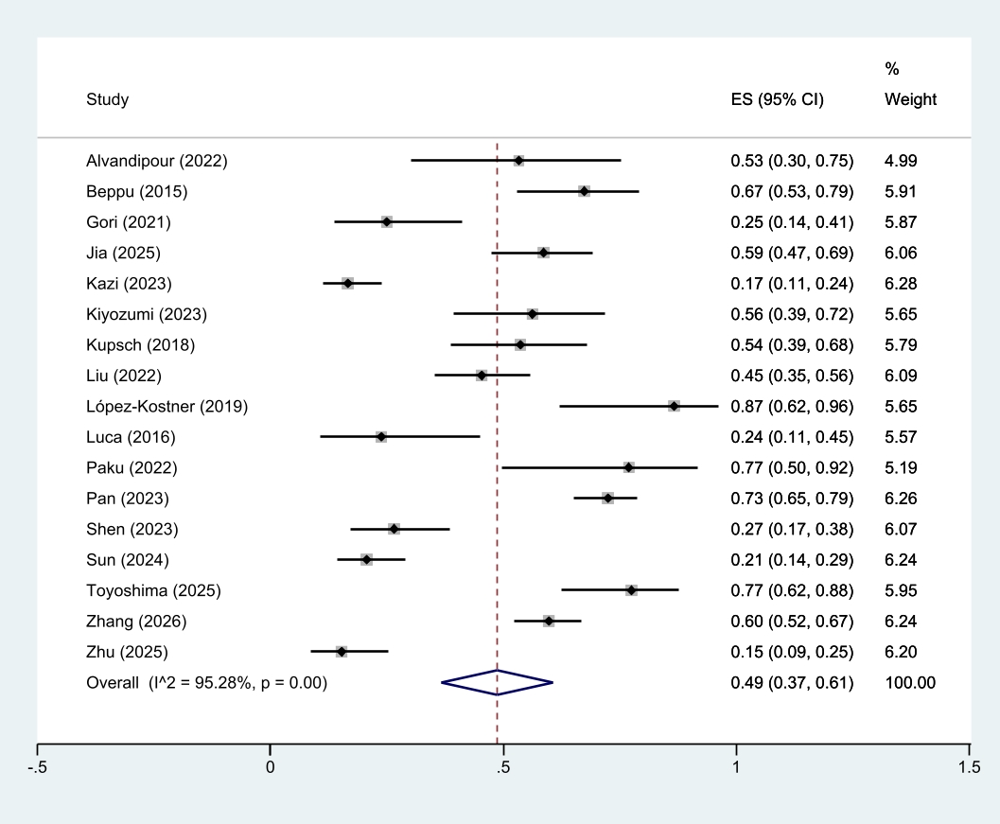 %
Study ES (95% CI) Weight
Alvandipour (2022) 0.53 (0.30, 0.75) 4.99
Beppu (2015) 0.67 (0.53, 0.79) 5.91
Gori (2021) 0.25 (0.14, 0.41) 5.87
Jia (2025) 0.59 (0.47, 0.69) 6.06
Kazi (2023) 0.17 (0.11, 0.24) 6.28
Kiyozumi (2023) 0.56 (0.39, 0.72) 5.65
Kupsch (2018) 0.54 (0.39, 0.68) 5.79
Liu (2022) 0.45 (0.35, 0.56) 6.09
López-Kostner (2019) 0.87 (0.62, 0.96) 5.65
Luca (2016) 0.24 (0.11, 0.45) 5.57
Paku (2022) 0.77 (0.50, 0.92) 5.19
Pan (2023) 0.73 (0.65, 0.79) 6.26
Shen (2023) 0.27 (0.17, 0.38) 6.07
Sun (2024) 0.21 (0.14, 0.29) 6.24
Toyoshima (2025) 0.77 (0.62, 0.88) 5.95
Zhang (2026) 0.60 (0.52, 0.67) 6.24
Zhu (2025) 0.15 (0.09, 0.25) 6.20
Overall (I^2 = 95.28%, p = 0.00) 0.49 (0.37, 0.61) 100.00
-.5 0 .5 1 1.5